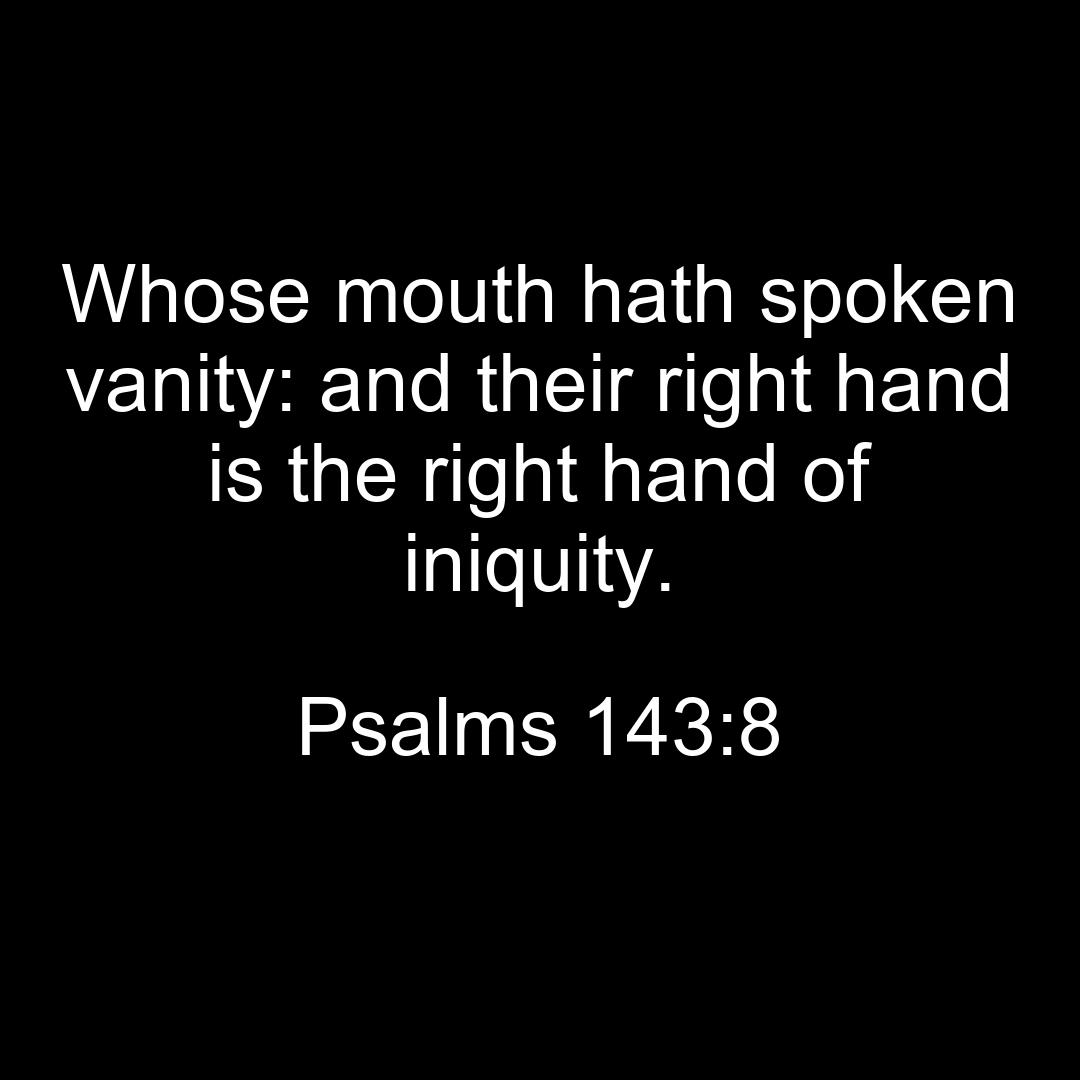 Whose mouth hath spoken
vanity: and their right hand
is the right hand of
iniquity.
Psalms 143:8